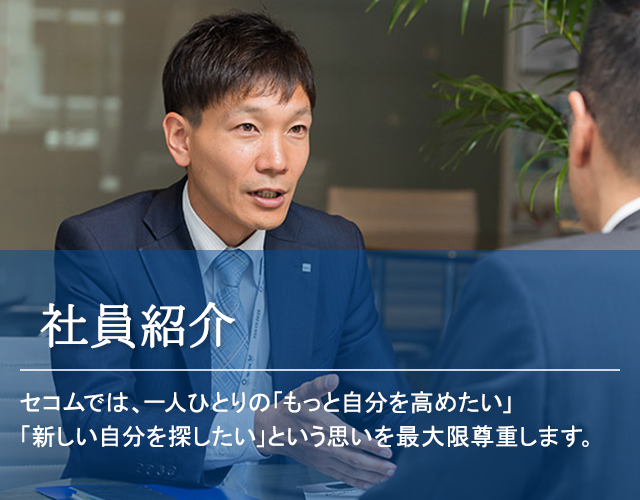 社員紹介
セコムでは、一人ひとりの「もっと自分を高めたい」
「新しい自分を探したい」という思いを最大限尊重します。